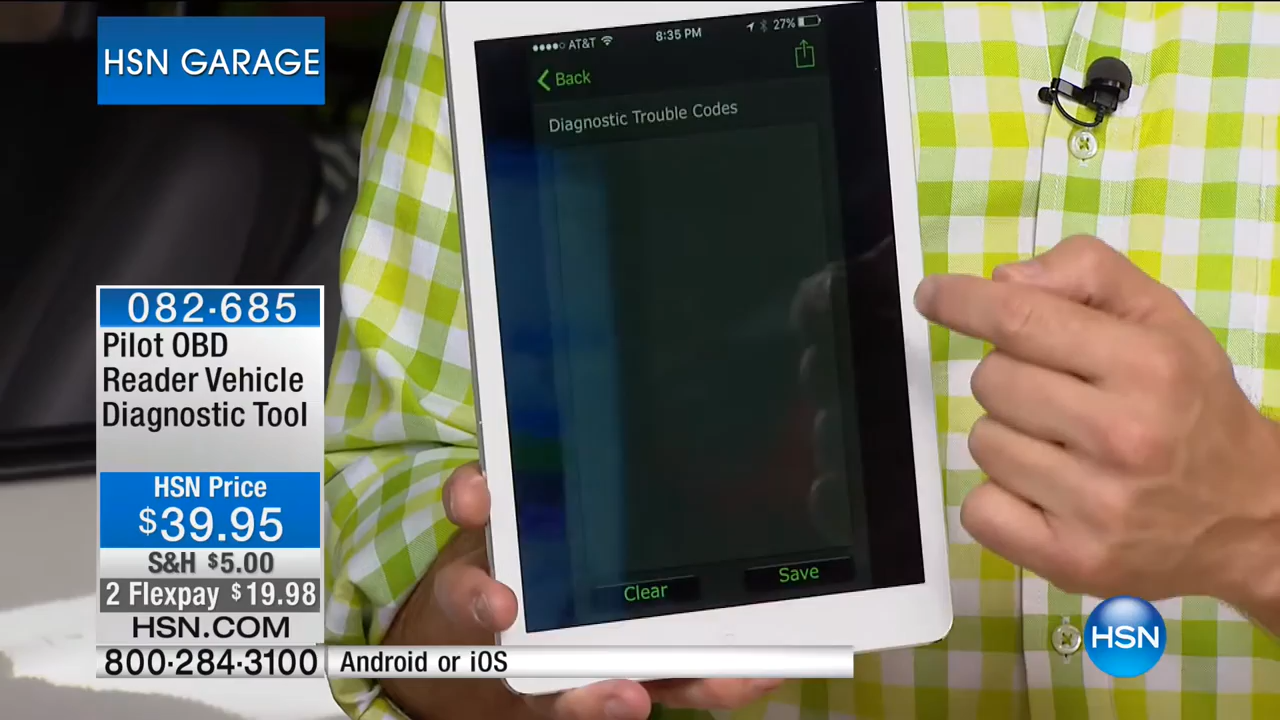 HSN GARAGE
AT&T
8:35 PM
27%
Back
Diagnostic Trouble Codes
Clear
Save
082·685
Pilot OBD
Reader Vehicle
Diagnostic Tool
HSN Price
$39.95
S&H $5.00
2 Flexpay $19.98
HSN.COM
800·284·3100
Android or iOS
HSN